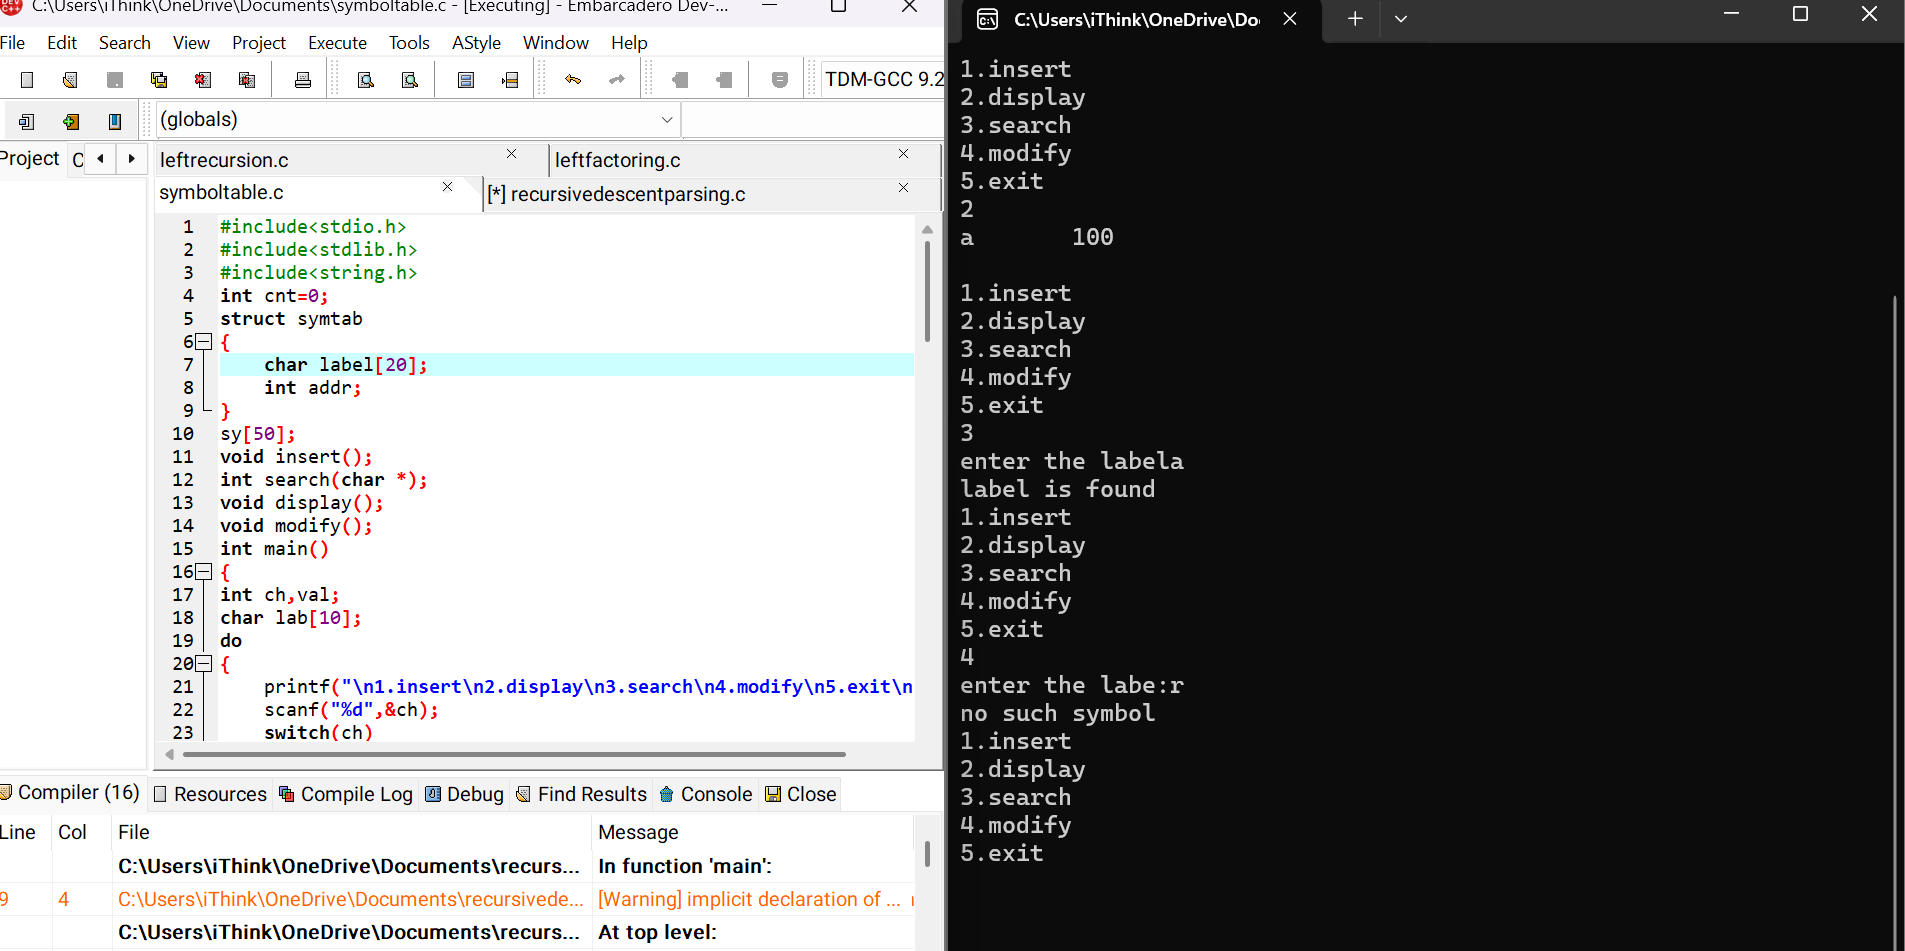 C:\Users\iThink\OneDrive\Documents\symboltable.c - [Executing] - Embarcadero Dev-...
File Edit Search View Project Execute Tools AStyle Window Help
TDM-GCC 9.2
(globals)
Project C
leftrecursion.c
leftfactoring.c
symboltable.c
[*] recursivedescentparsing.c
1 #include<stdio.h>
2 #include<stdlib.h>
3 #include<string.h>
4 int cnt=0;
5 struct symtab
6 {
7 char label[20];
8 int addr;
9 }
10 sy[50];
11 void insert();
12 int search(char *);
13 void display();
14 void modify();
15 int main()
16 {
17 int ch,val;
18 char lab[10];
19 do
20 {
21 printf("\n1.insert\n2.display\n3.search\n4.modify\n5.exit\n
22 scanf("%d",&ch);
23 switch(ch)
Compiler (16) Resources Compile Log Debug Find Results Console Close
Line Col File Message
C:\Users\iThink\OneDrive\Documents\recurs... In function 'main':
9 4 C:\Users\iThink\OneDrive\Documents\recursivede... [Warning] implicit declaration of ...
C:\Users\iThink\OneDrive\Documents\recurs... At top level:
C:\Users\iThink\OneDrive\Do
1.insert
2.display
3.search
4.modify
5.exit
2
a 100
1.insert
2.display
3.search
4.modify
5.exit
3
enter the labela
label is found
1.insert
2.display
3.search
4.modify
5.exit
4
enter the labe:r
no such symbol
1.insert
2.display
3.search
4.modify
5.exit